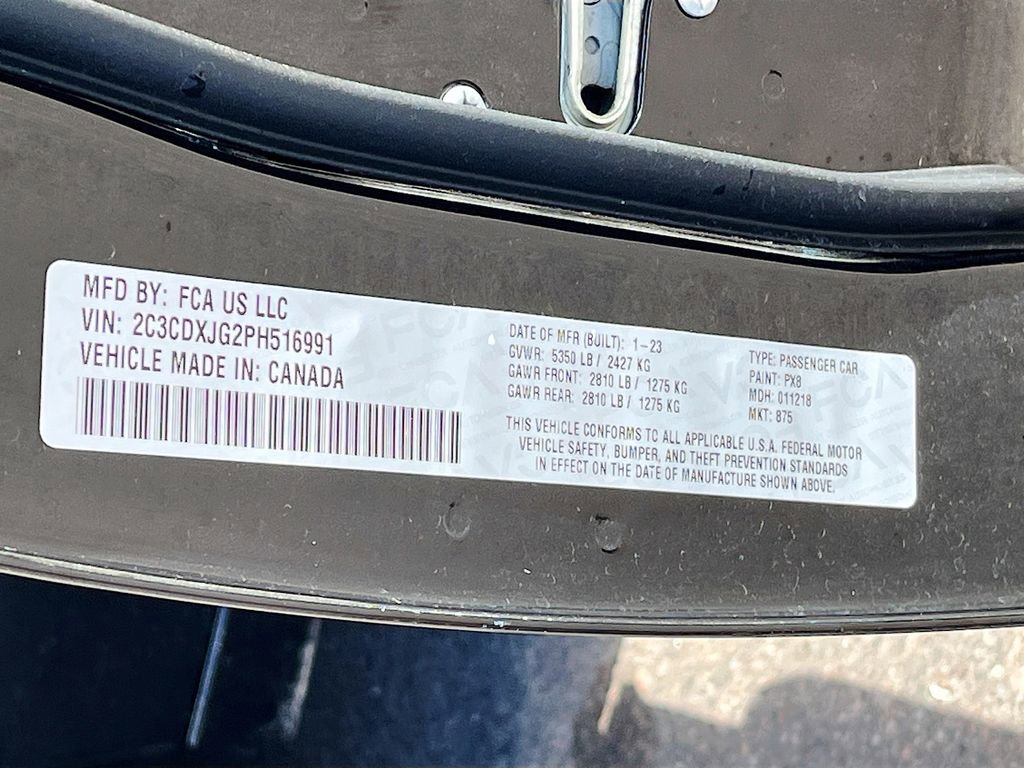 MFD BY: FCA US LLC
VIN: 2C3CDXJG2PH516991
VEHICLE MADE IN: CANADA
DATE OF MFR (BUILT): 1-23
GVWR: 5350 LB / 2427 KG
GAWR FRONT: 2810 LB / 1275 KG
GAWR REAR: 2810 LB / 1275 KG
TYPE: PASSENGER CAR
PAINT: PX8
MDH: 011218
MKT: 875
THIS VEHICLE CONFORMS TO ALL APPLICABLE U.S.A. FEDERAL MOTOR
VEHICLE SAFETY, BUMPER, AND THEFT PREVENTION STANDARDS
IN EFFECT ON THE DATE OF MANUFACTURE SHOWN ABOVE.